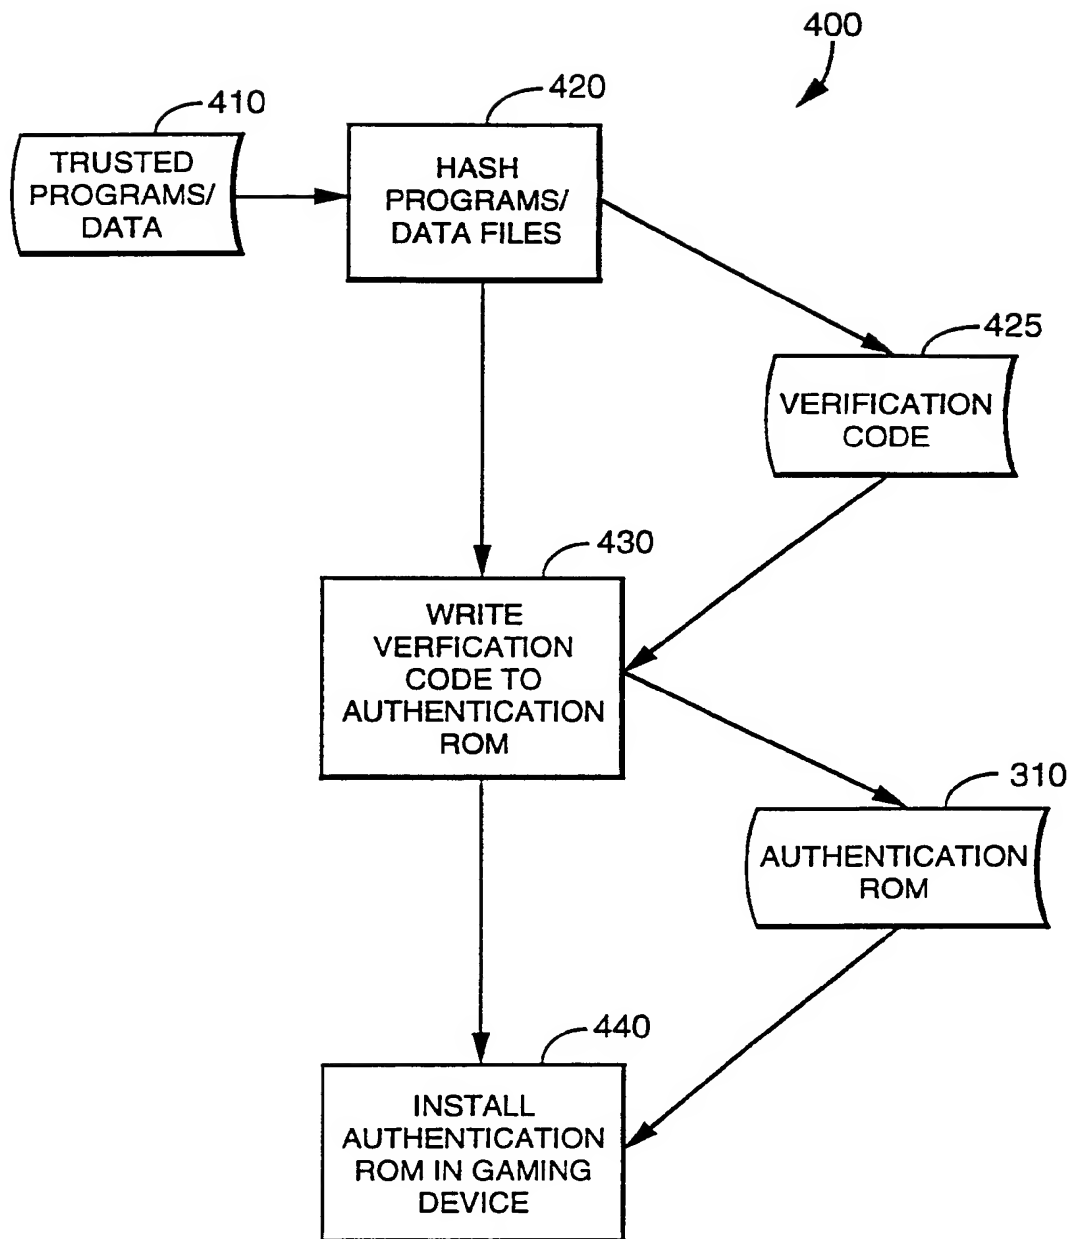 400
410
420
TRUSTED
PROGRAMS/
DATA
HASH
PROGRAMS/
DATA FILES
425
VERIFICATION
CODE
430
WRITE
VERFICATION
CODE TO
AUTHENTICATION
ROM
310
AUTHENTICATION
ROM
440
INSTALL
AUTHENTICATION
ROM IN GAMING
DEVICE